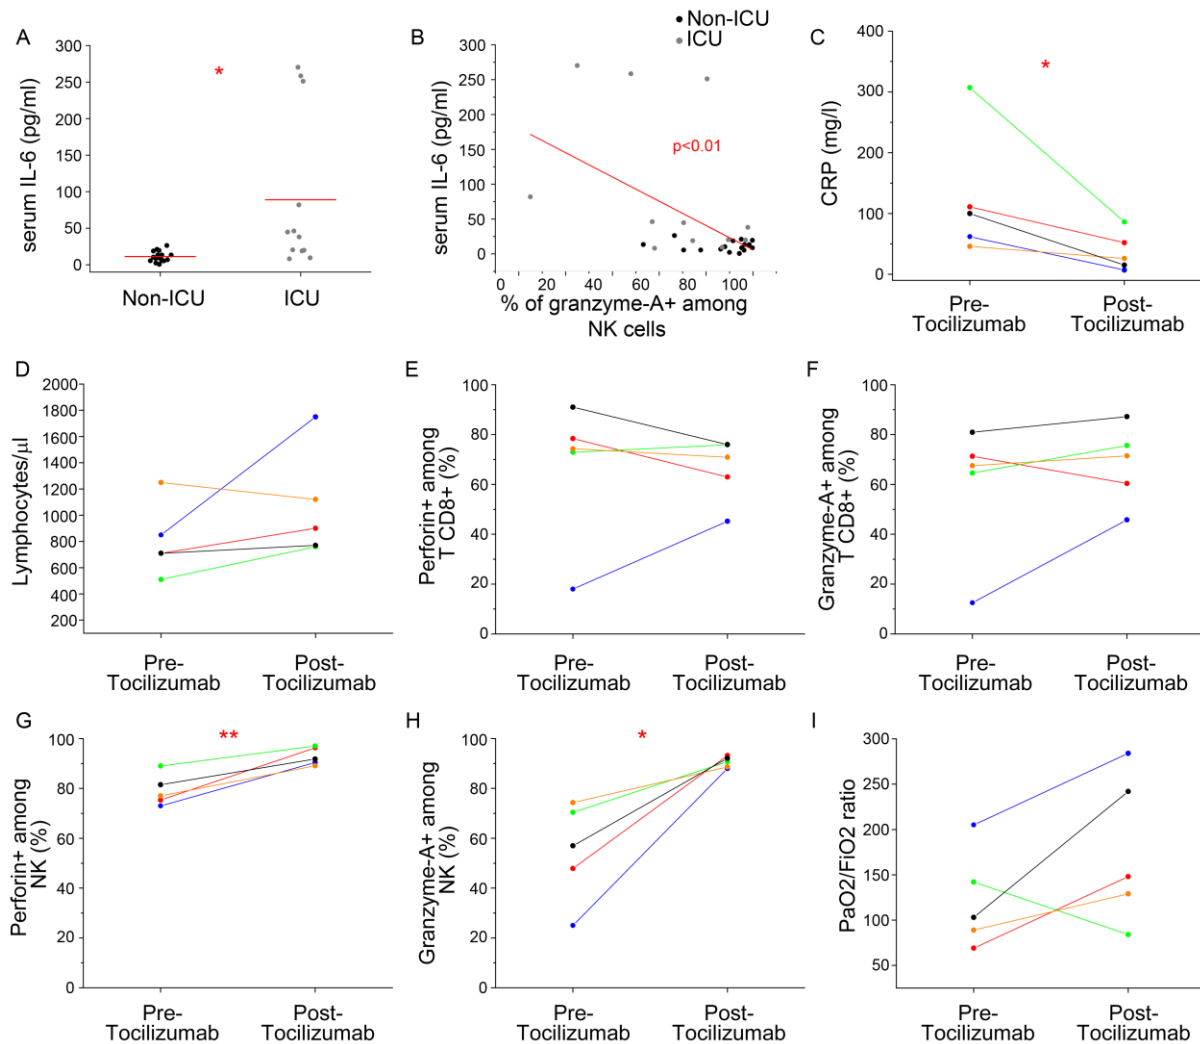 A
300
250
200
150
100
50
0
serum IL-6 (pg/ml)
*
Non-ICU
ICU
B
Non-ICU
ICU
300
250
200
150
100
50
0
serum IL-6 (pg/ml)
p<0.01
0 20 40 60 80 100
% of granzyme-A+ among
NK cells
C
400
300
200
100
0
CRP (mg/l)
*
Pre-
Tocilizumab
Post-
Tocilizumab
D
2000
1800
1600
1400
1200
1000
800
600
400
200
Lymphocytes/µl
Pre-
Tocilizumab
Post-
Tocilizumab
E
100
80
60
40
20
0
Perforin+ among
T CD8+ (%)
Pre-
Tocilizumab
Post-
Tocilizumab
F
100
80
60
40
20
0
Granzyme-A+ among
T CD8+ (%)
Pre-
Tocilizumab
Post-
Tocilizumab
G
100
80
60
40
20
0
Perforin+ among
NK (%)
**
Pre-
Tocilizumab
Post-
Tocilizumab
H
100
80
60
40
20
0
Granzyme-A+ among
NK (%)
*
Pre-
Tocilizumab
Post-
Tocilizumab
I
300
250
200
150
100
50
PaO2/FiO2 ratio
Pre-
Tocilizumab
Post-
Tocilizumab